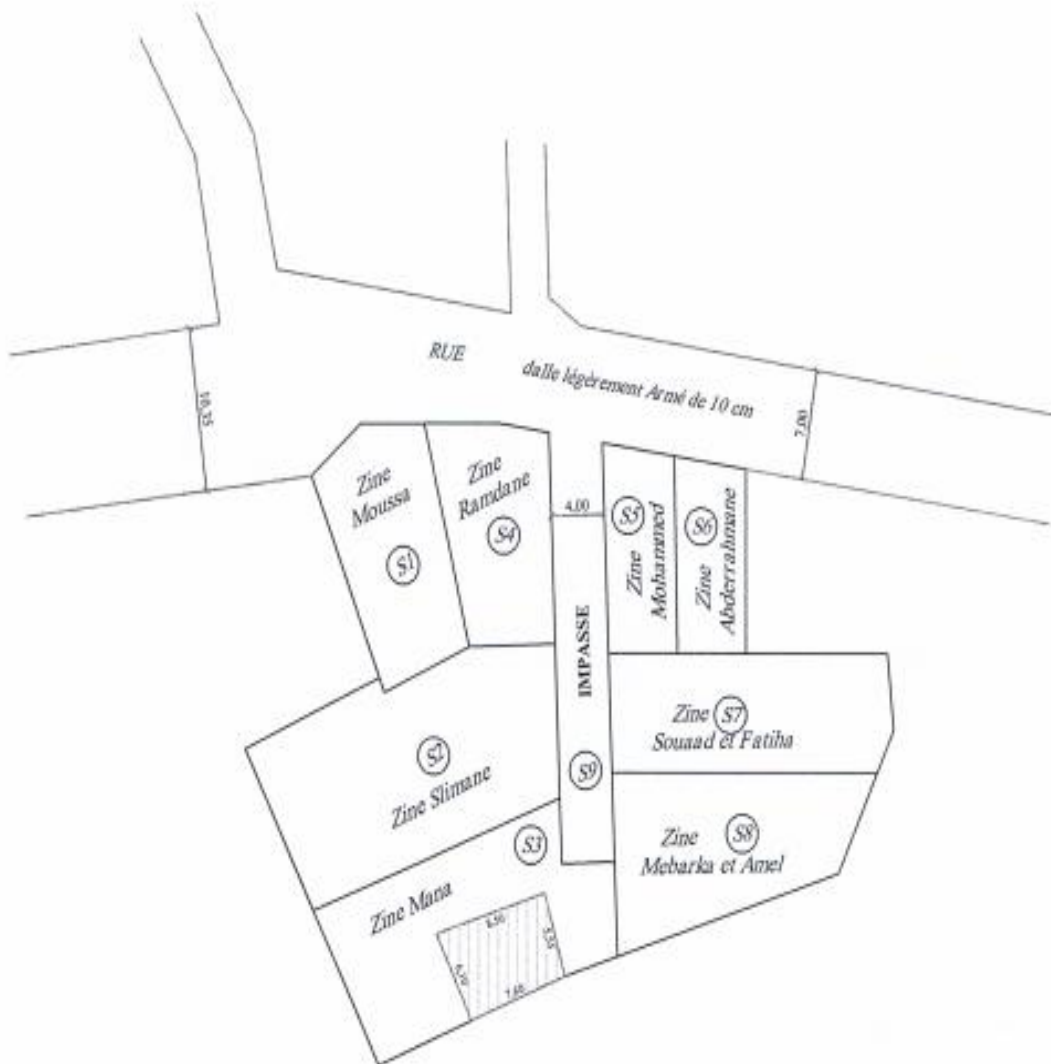 RUE
dalle légèrement Armé de 10 cm
10,35
7,00
Zine
Moussa
S1
Zine
Ramdane
S4
4.00
S5
Zine
Mohammed
S6
Zine
Abderrahmane
IMPASSE
S9
Zine S7
Souaad et Fatiha
S2
Zine Slimane
S3
Zine Mana
Zine S8
Mebarka et Amel
7.60